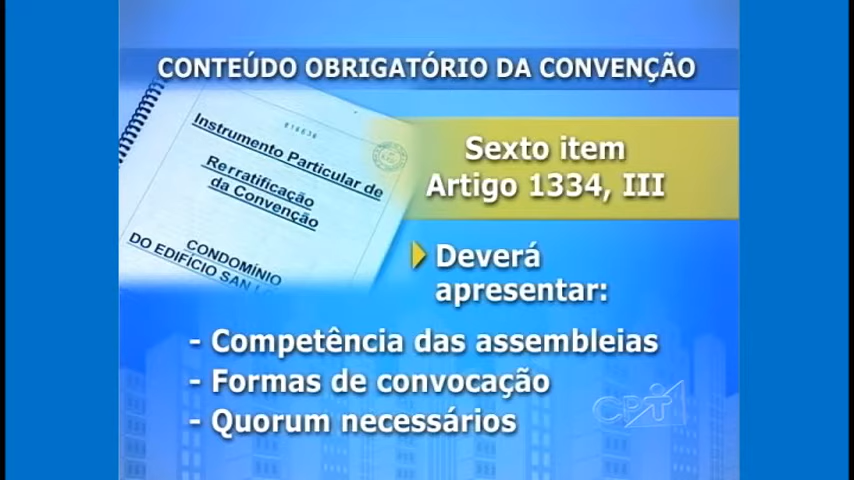 CONTEÚDO OBRIGATÓRIO DA CONVENÇÃO
016636
Instrumento Particular de
Rerratificação
da Convenção
CONDOMÍNIO
DO EDIFÍCIO SAN
Sexto item
Artigo 1334, III
Deverá
apresentar:
- Competência das assembleias
- Formas de convocação
- Quorum necessários
CPT